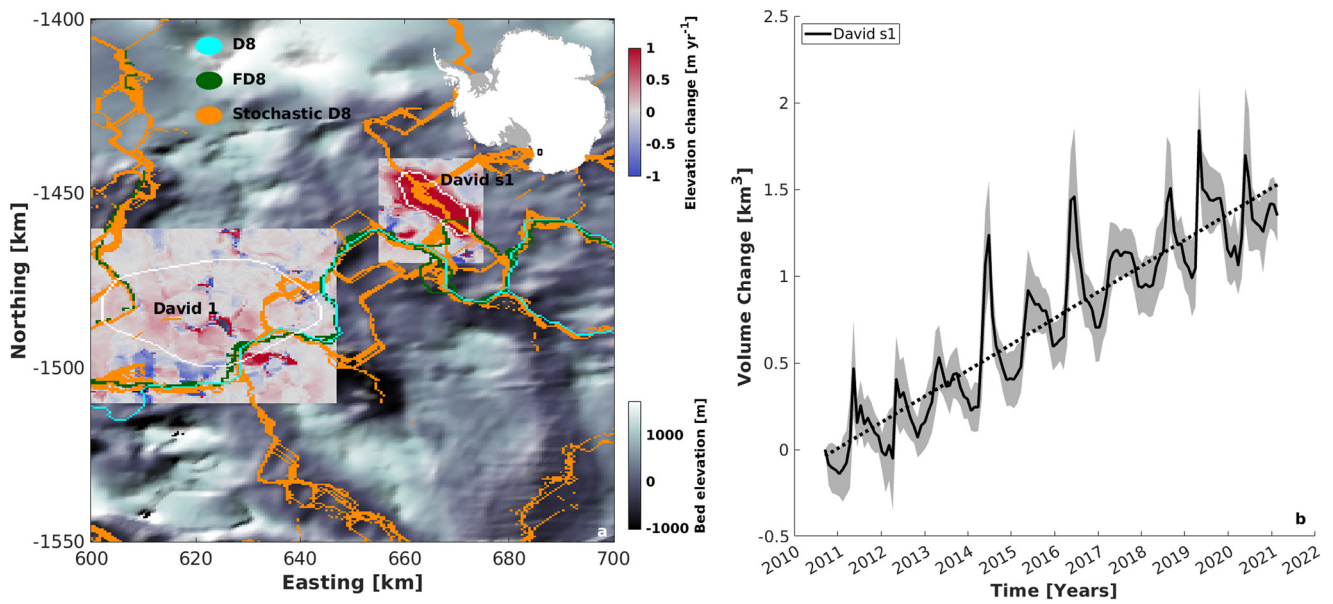 -1400
-1450
-1500
-1550
Northing [km]
600
620
640
660
680
700
Easting [km]
D8
FD8
Stochastic D8
David s1
David 1
a
1
0.5
0
-0.5
-1
Elevation change [m yr-1]
1000
0
-1000
Bed elevation [m]
2.5
2
1.5
1
0.5
0
-0.5
Volume Change [km3]
David s1
b
2010
2011
2012
2013
2014
2015
2016
2017
2018
2019
2020
2021
2022
Time [Years]